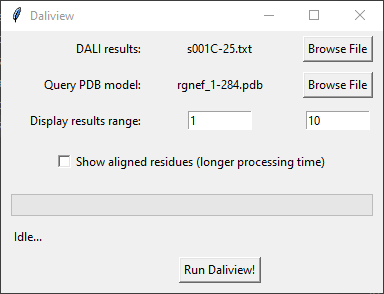 Daliview
DALI results: s001C-25.txt Browse File
Query PDB model: rgnef_1-284.pdb Browse File
Display results range: 1 10
Show aligned residues (longer processing time)
Idle...
Run Daliview!